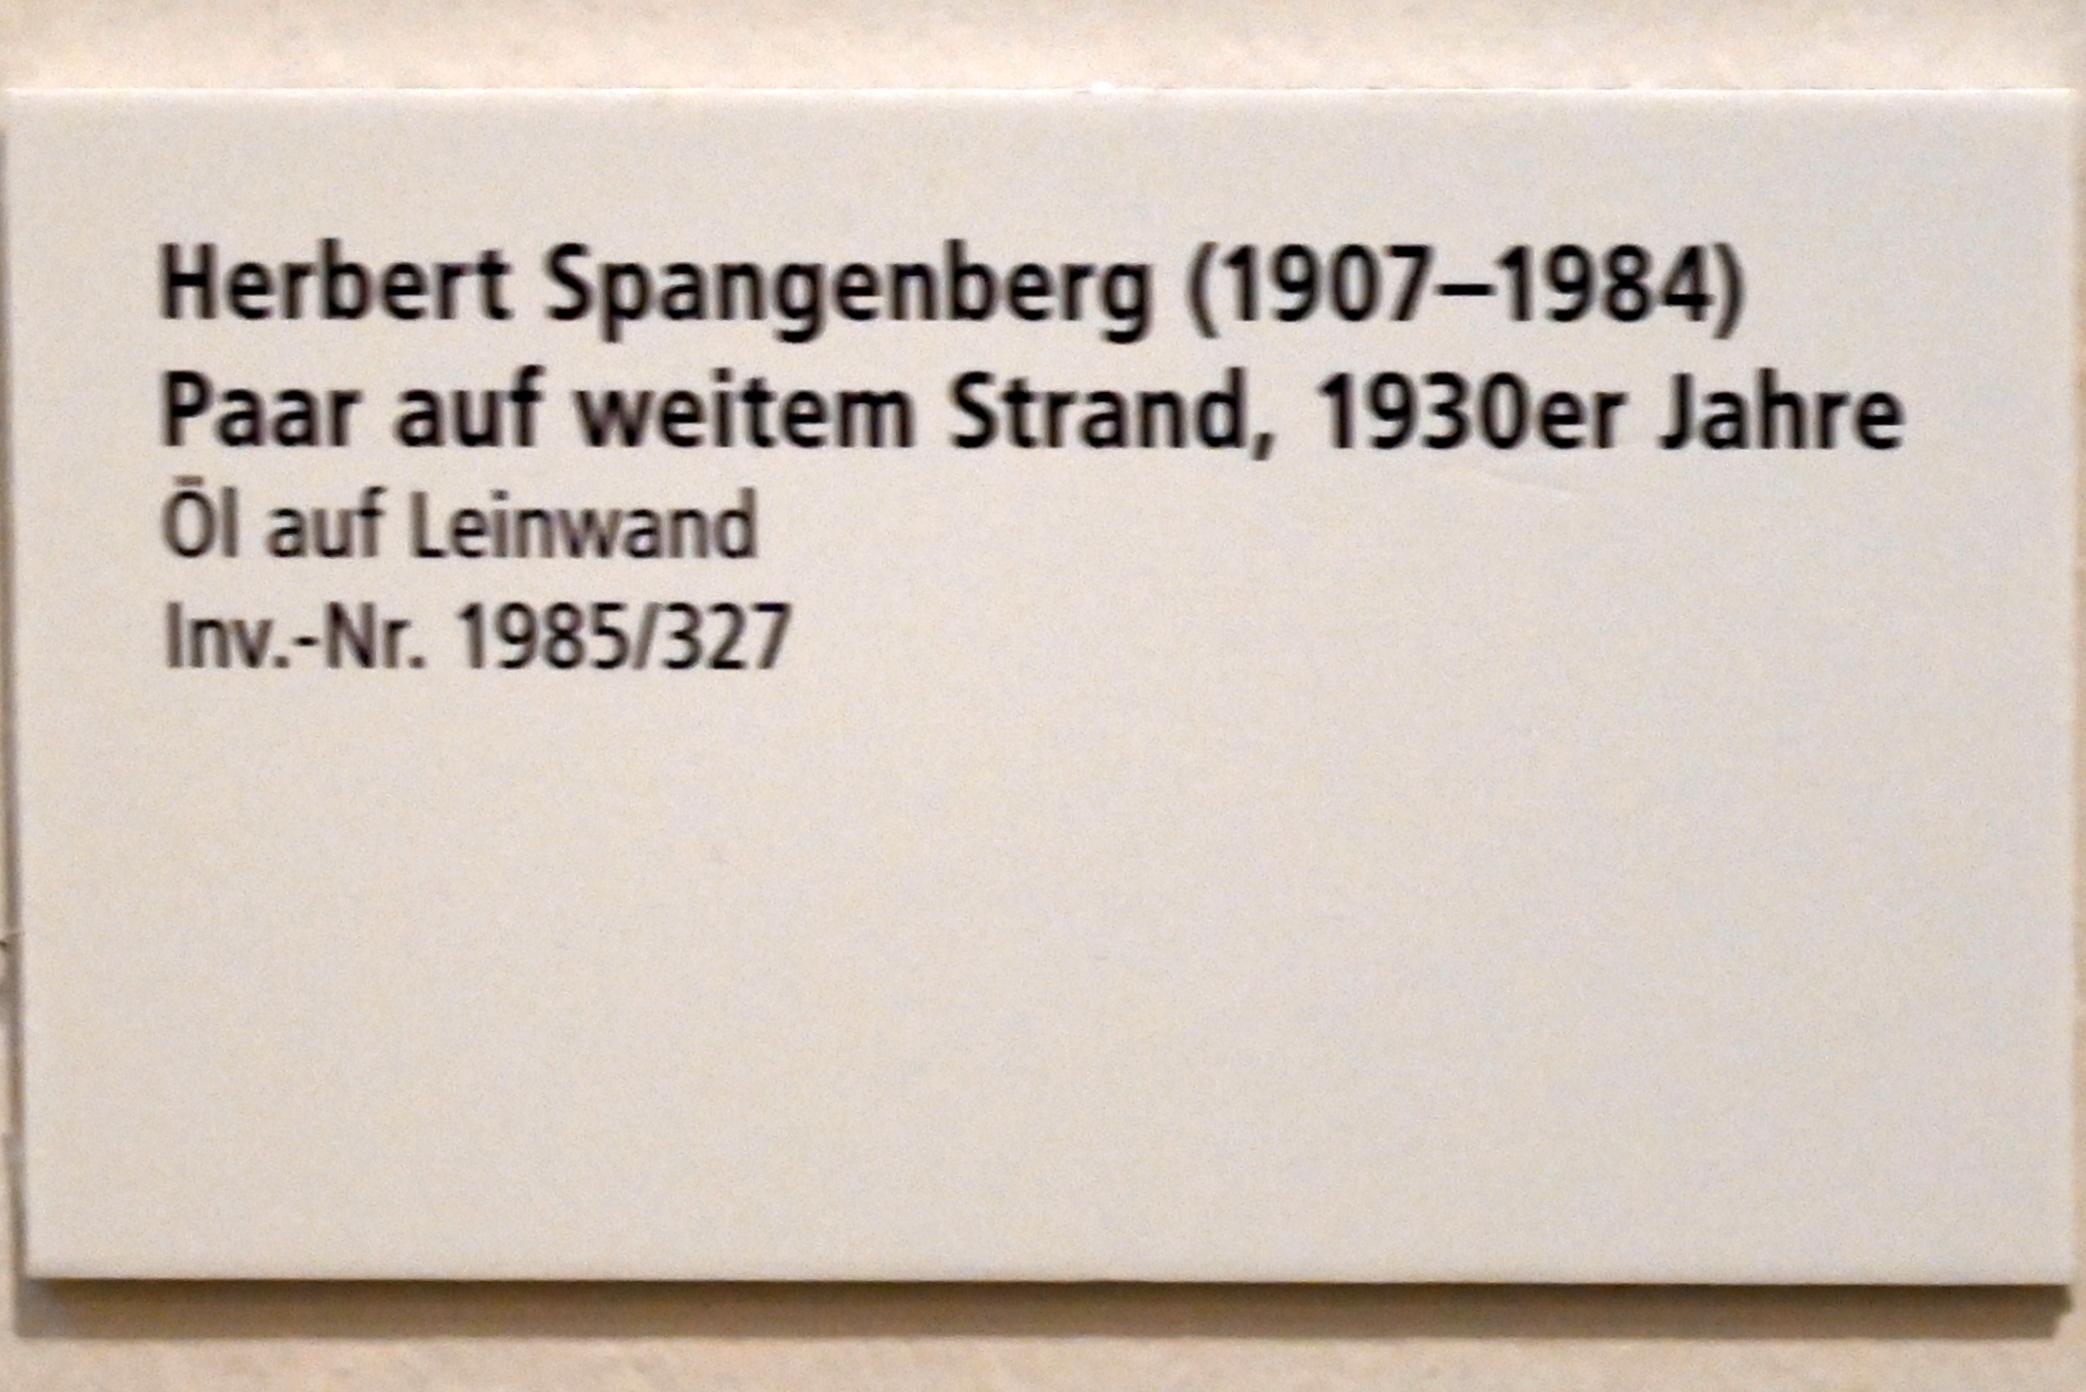 Herbert Spangenberg (1907–1984)
Paar auf weitem Strand, 1930er Jahre
Öl auf Leinwand
Inv.-Nr. 1985/327